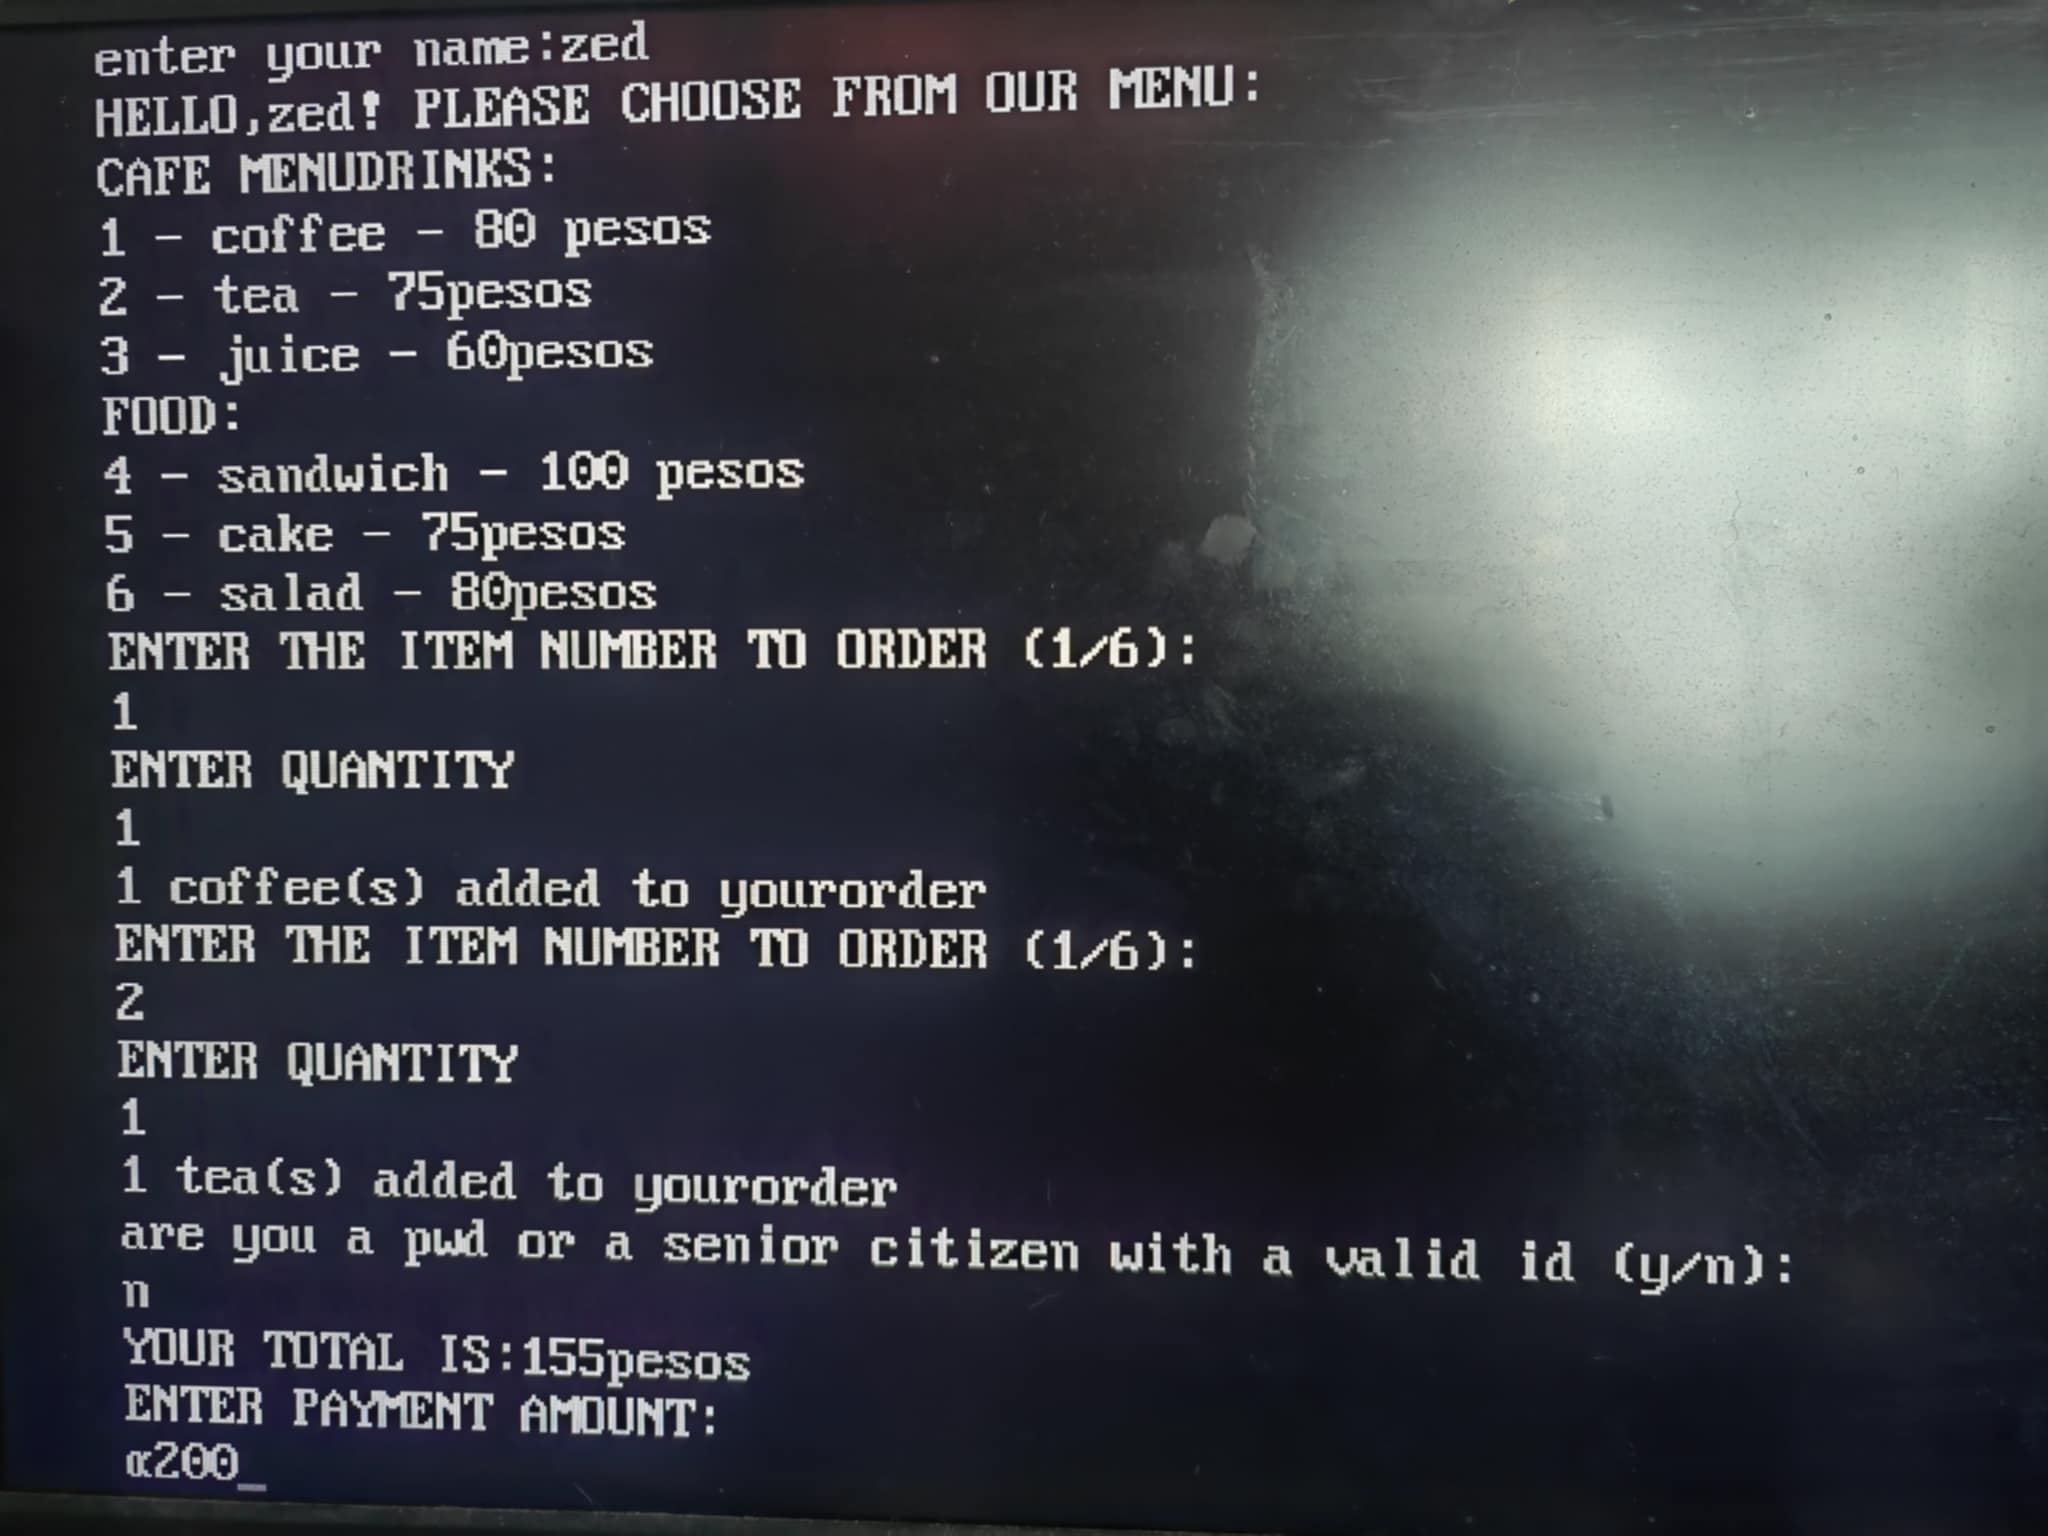 enter your name:zed
HELLO,zed! PLEASE CHOOSE FROM OUR MENU:
CAFE MENUDRINKS:
1 - coffee - 80 pesos
2 - tea - 75pesos
3 - juice - 60pesos
FOOD:
4 - sandwich - 100 pesos
5 - cake - 75pesos
6 - salad - 80pesos
ENTER THE ITEM NUMBER TO ORDER (1/6):
1
ENTER QUANTITY
1
1 coffee(s) added to yourorder
ENTER THE ITEM NUMBER TO ORDER (1/6):
2
ENTER QUANTITY
1
1 tea(s) added to yourorder
are you a pwd or a senior citizen with a valid id (y/n):
n
YOUR TOTAL IS:155pesos
ENTER PAYMENT AMOUNT:
α200_